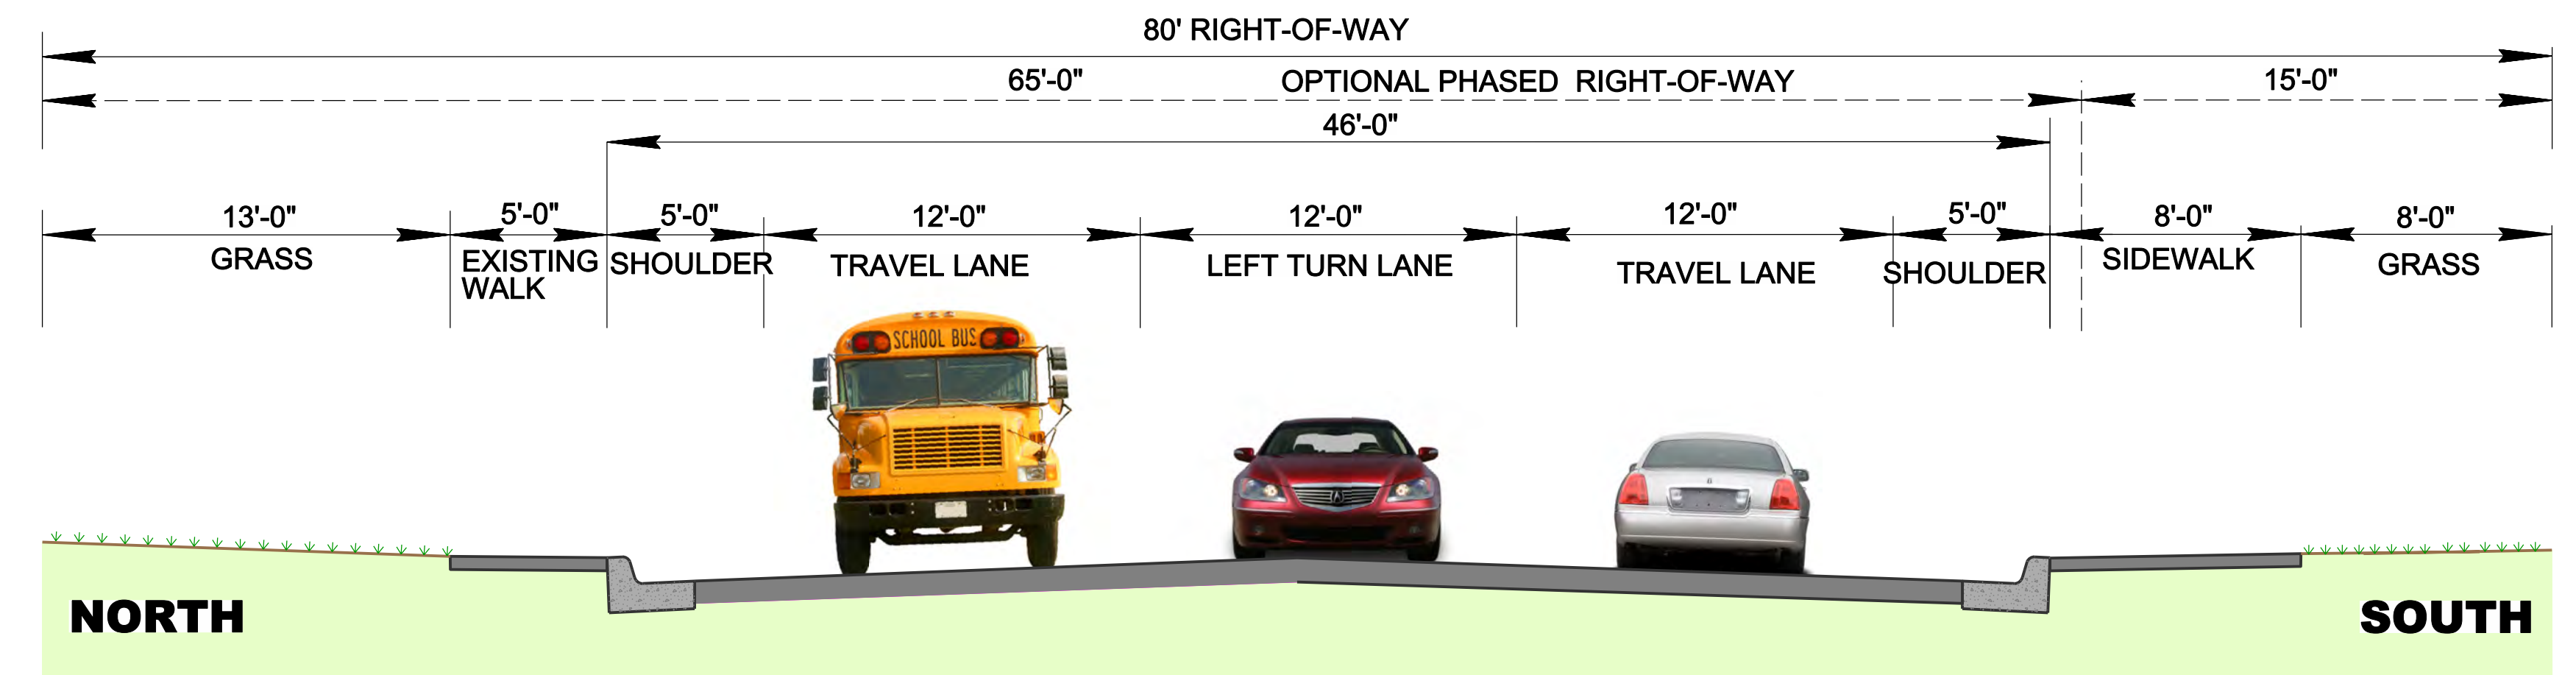 80' RIGHT-OF-WAY
65'-0" OPTIONAL PHASED RIGHT-OF-WAY 15'-0"
46'-0"
13'-0" 5'-0" 5'-0" 12'-0" 12'-0" 12'-0" 5'-0" 8'-0" 8'-0"
GRASS EXISTING SHOULDER TRAVEL LANE LEFT TURN LANE TRAVEL LANE SHOULDER SIDEWALK GRASS
WALK
SCHOOL BUS
NORTH SOUTH